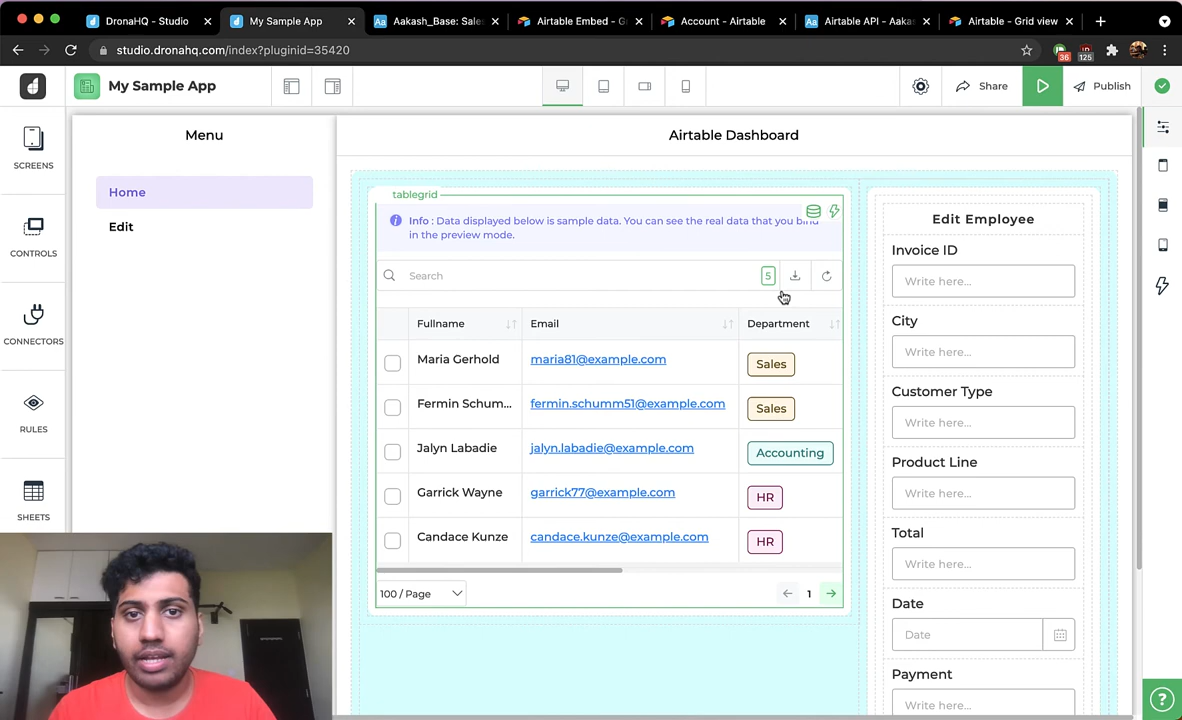 DronaHQ - Studio
My Sample App
Aakash_Base: Sale
Airtable Embed - G
Account - Airtable
Airtable API - Aaka
Airtable - Grid view
studio.dronahq.com/index?pluginid=35420
36
125
My Sample App
Share
Publish
SCREENS
CONTROLS
CONNECTORS
RULES
SHEETS
Menu
Home
Edit
Airtable Dashboard
tablegrid
Info : Data displayed below is sample data. You can see the real data that you bind
in the preview mode.
Search
5
Fullname Email Department
Maria Gerhold maria81@example.com Sales
Fermin Schum... fermin.schumm51@example.com Sales
Jalyn Labadie jalyn.labadie@example.com Accounting
Garrick Wayne garrick77@example.com HR
Candace Kunze candace.kunze@example.com HR
100 / Page
1
Edit Employee
Invoice ID
Write here...
City
Write here...
Customer Type
Write here...
Product Line
Write here...
Total
Write here...
Date
Date
Payment
Write here...
?